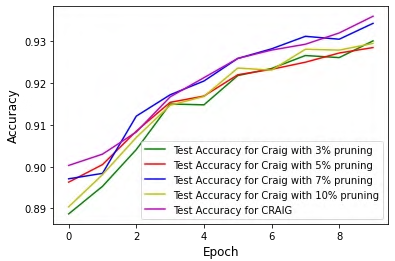 0.93
0.92
0.91
0.90
0.89
Accuracy
Test Accuracy for Craig with 3% pruning
Test Accuracy for Craig with 5% pruning
Test Accuracy for Craig with 7% pruning
Test Accuracy for Craig with 10% pruning
Test Accuracy for CRAIG
0 2 4 6 8
Epoch